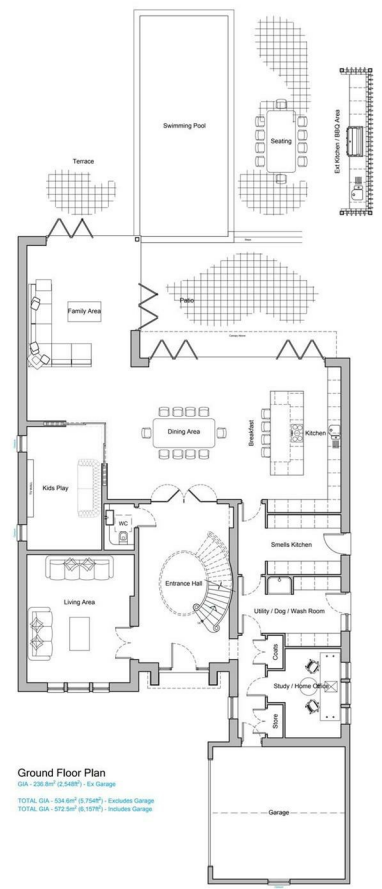 Swimming Pool
Seating
Ext Kitchen / BBQ Area
Terrace
Patio
Family Area
Dining Area
Breakfast
Kitchen
Kids Play
WC
Smells Kitchen
Entrance Hall
Living Area
Utility / Dog / Wash Room
Coats
Study / Home Office
Store
Garage
Ground Floor Plan
GIA - 236.8m² (2,548ft²) - Ex Garage
TOTAL GIA - 534.6m² (5,754ft²) - Excludes Garage
TOTAL GIA - 572.5m² (6,157ft²) - Includes Garage